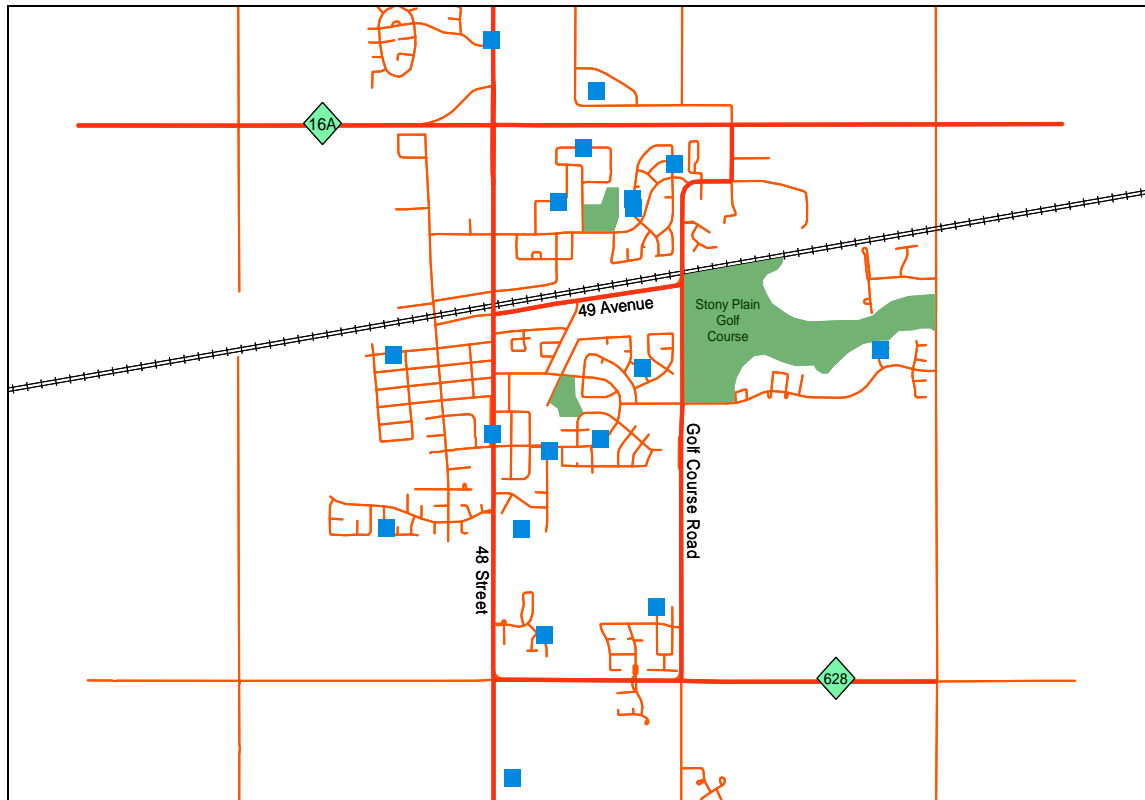 16A
49 Avenue
Stony Plain
Golf
Course
Golf Course Road
48 Street
628